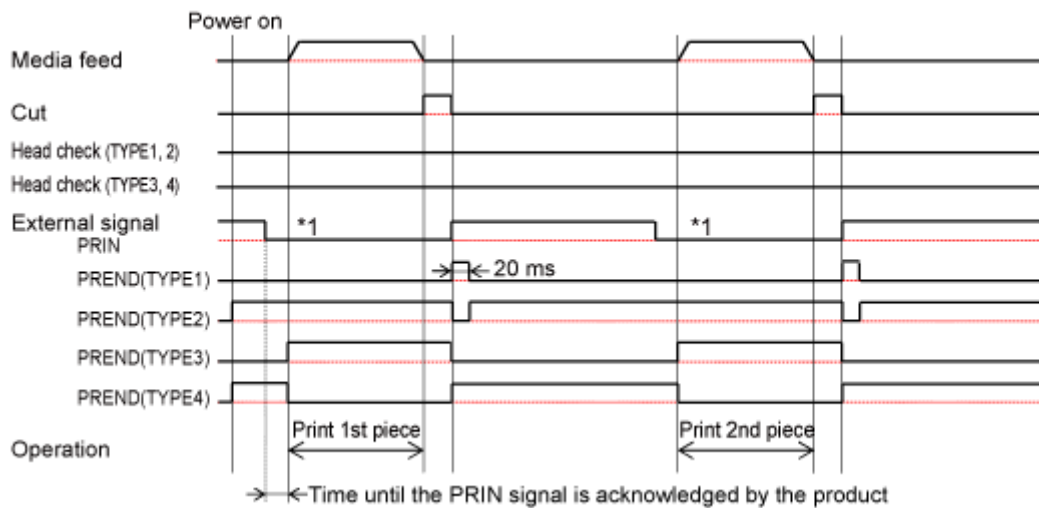 Power on
Media feed
Cut
Head check (TYPE1, 2)
Head check (TYPE3, 4)
External signal
PRIN
*1
*1
PREND(TYPE1)
20 ms
PREND(TYPE2)
PREND(TYPE3)
PREND(TYPE4)
Print 1st piece
Print 2nd piece
Operation
Time until the PRIN signal is acknowledged by the product